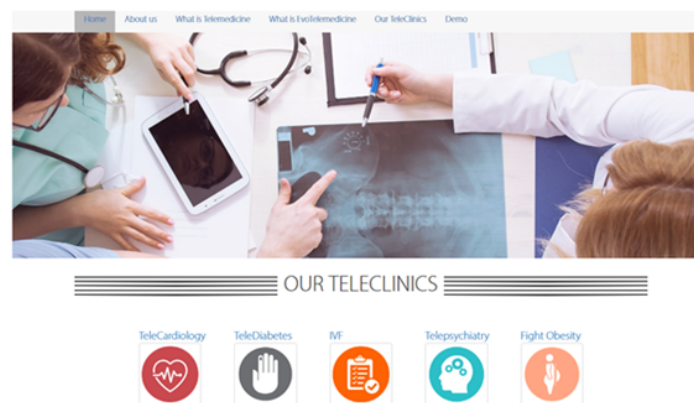 Home About us What is Telemedicine What is EvoTelemedicine Our TeleClinics Demo
OUR TELECLINICS
TeleCardiology TeleDiabetes IVF Telepsychiatry Fight Obesity